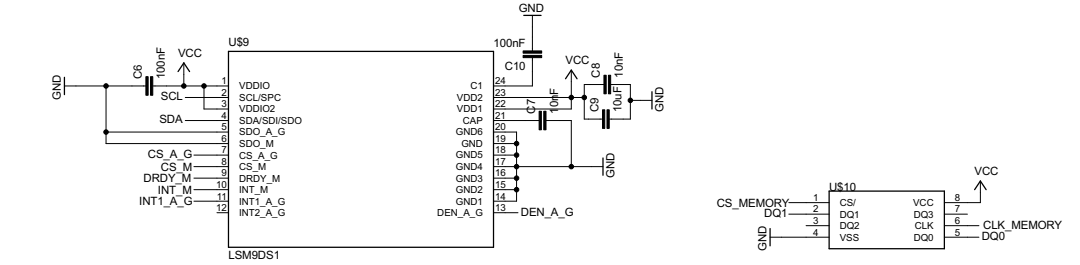 GND
U$9
100nF
C10
VCC
C6
100nF
GND
VCC
C8
10nF
C9
10uF
GND
C7
10nF
GND
SCL
SDA
CS_A_G
CS_M
DRDY_M
INT_M
INT1_A_G
1 VDDIO
2 SCL/SPC
3 VDDIO2
4 SDA/SDI/SDO
5 SDO_A_G
6 SDO_M
7 CS_A_G
8 CS_M
9 DRDY_M
10 INT_M
11 INT1_A_G
12 INT2_A_G
C1 24
VDD2 23
VDD1 22
CAP 21
GND6 20
GND 19
GND5 18
GND4 17
GND3 16
GND2 15
GND1 14
DEN_A_G 13
DEN_A_G
LSM9DS1
VCC
U$10
CS_MEMORY 1 CS/ VCC 8
DQ1 2 DQ1 DQ3 7
3 DQ2 CLK 6 CLK_MEMORY
4 VSS DQ0 5 DQ0
GND